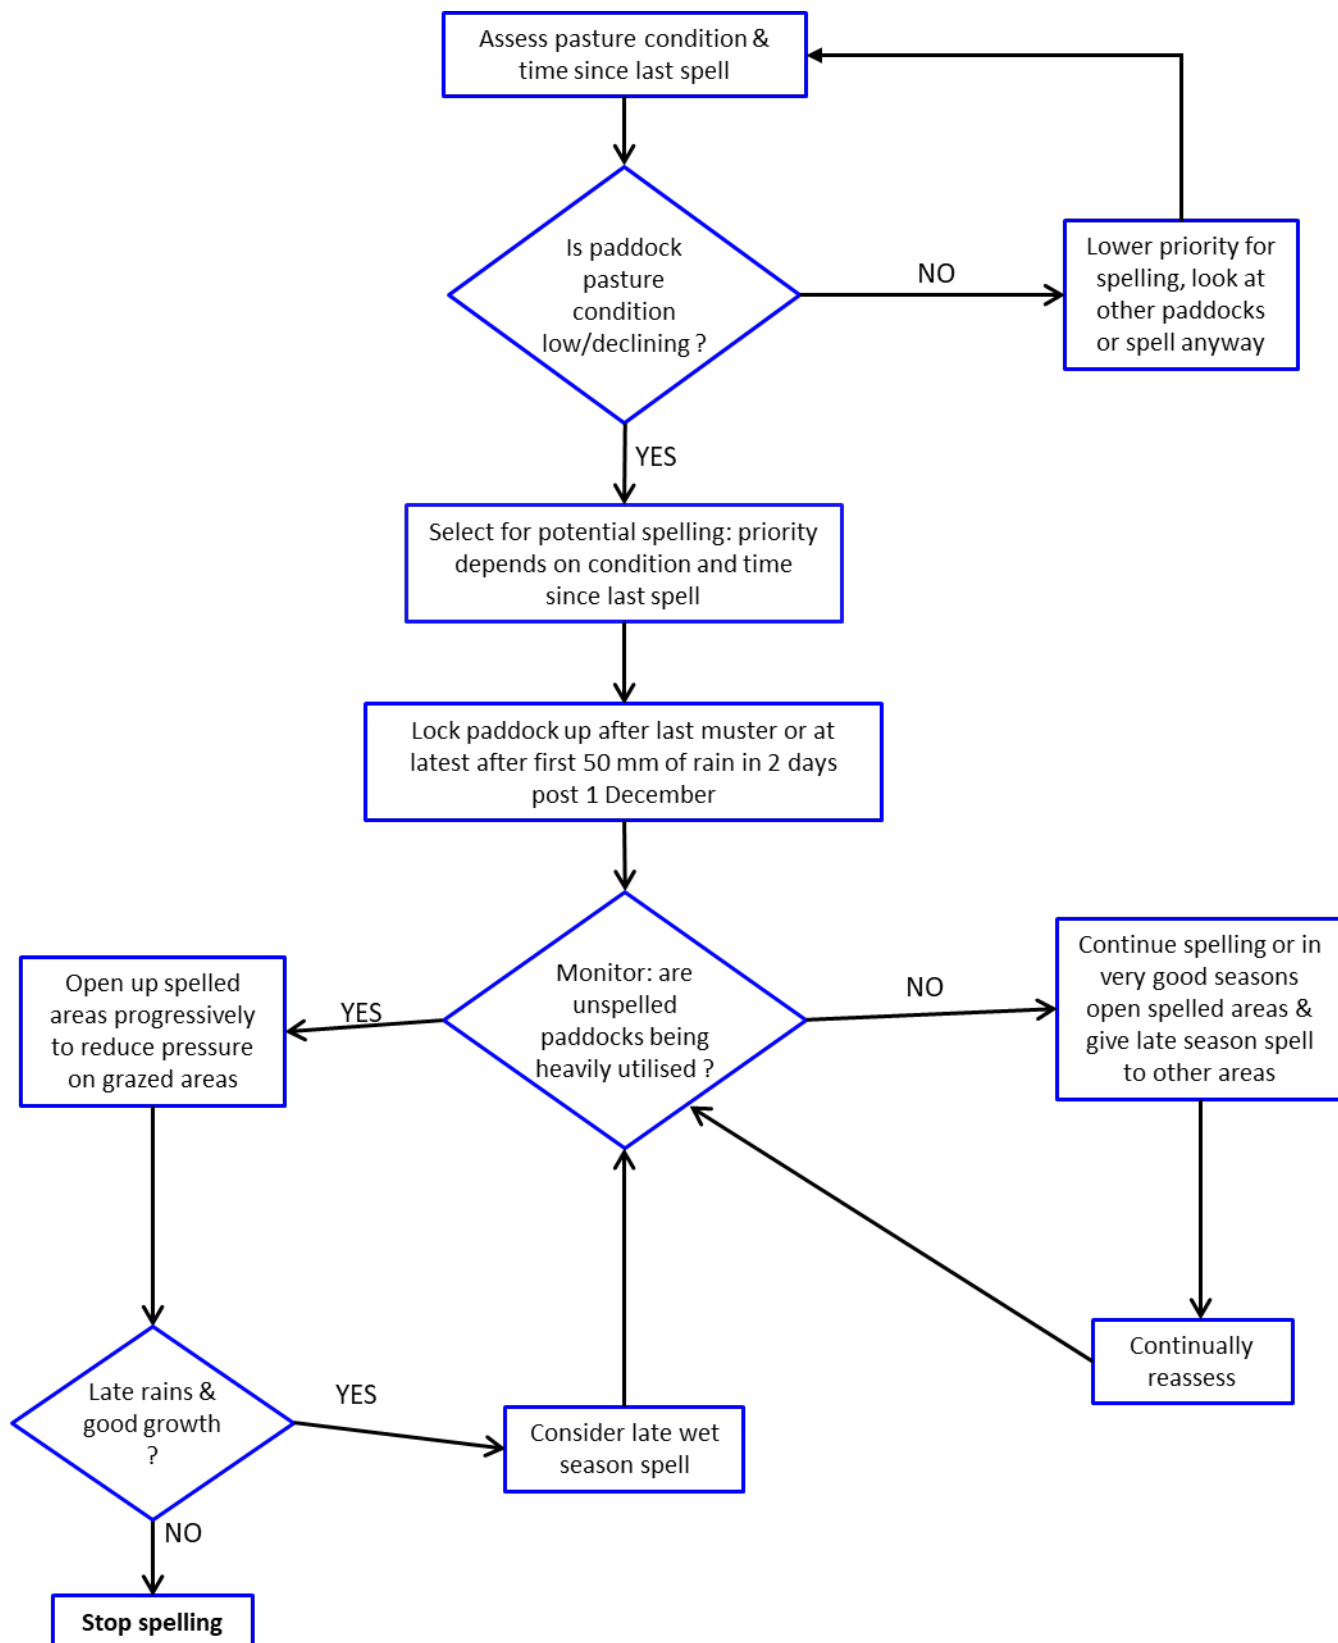 Assess pasture condition &
time since last spell
Is paddock
pasture
condition
low/declining ?
NO
Lower priority for
spelling, look at
other paddocks
or spell anyway
YES
Select for potential spelling: priority
depends on condition and time
since last spell
Lock paddock up after last muster or at
latest after first 50 mm of rain in 2 days
post 1 December
Monitor: are
unspelled
paddocks being
heavily utilised ?
YES
Open up spelled
areas progressively
to reduce pressure
on grazed areas
NO
Continue spelling or in
very good seasons
open spelled areas &
give late season spell
to other areas
Continually
reassess
Late rains &
good growth
?
YES
Consider late wet
season spell
NO
Stop spelling